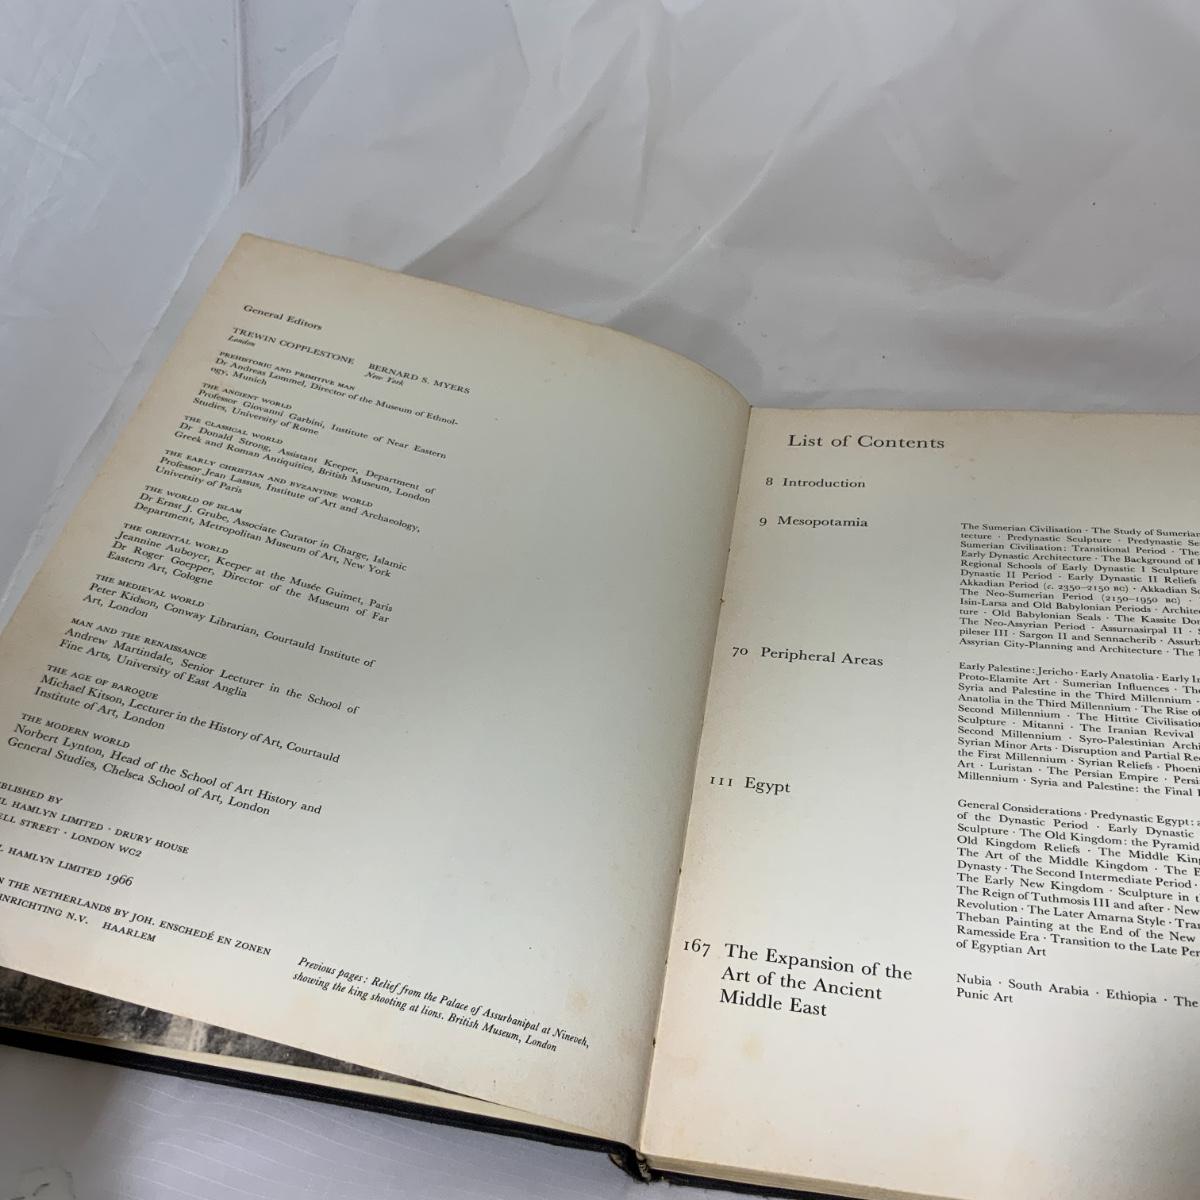 General Editors
TREWIN COPPLESTONE BERNARD S. MYERS
London New York
PREHISTORIC AND PRIMITIVE MAN
Dr Andreas Lommel, Director of the Museum of Ethnol-
ogy, Munich
THE ANCIENT WORLD
Professor Giovanni Garbini, Institute of Near Eastern
Studies, University of Rome
THE CLASSICAL WORLD
Dr Donald Strong, Assistant Keeper, Department of
Greek and Roman Antiquities, British Museum, London
THE EARLY CHRISTIAN AND BYZANTINE WORLD
Professor Jean Lassus, Institute of Art and Archaeology,
University of Paris
THE WORLD OF ISLAM
Dr Ernst J. Grube, Associate Curator in Charge, Islamic
Department, Metropolitan Museum of Art, New York
THE ORIENTAL WORLD
Jeannine Auboyer, Keeper at the Musée Guimet, Paris
Dr Roger Goepper, Director of the Museum of Far
Eastern Art, Cologne
THE MEDIEVAL WORLD
Peter Kidson, Conway Librarian, Courtauld Institute of
Art, London
MAN AND THE RENAISSANCE
Andrew Martindale, Senior Lecturer in the School of
Fine Arts, University of East Anglia
THE AGE OF BAROQUE
Michael Kitson, Lecturer in the History of Art, Courtauld
Institute of Art, London
THE MODERN WORLD
Norbert Lynton, Head of the School of Art History and
General Studies, Chelsea School of Art, London
BLISHED BY
L HAMLYN LIMITED · DRURY HOUSE
ELL STREET · LONDON WC2
L HAMLYN LIMITED 1966
N THE NETHERLANDS BY JOH. ENSCHEDÉ EN ZONEN
INRICHTING N.V. HAARLEM
Previous pages: Relief from the Palace of Assurbanipal at Nineveh,
showing the king shooting at lions. British Museum, London
List of Contents
8 Introduction
9 Mesopotamia
The Sumerian Civilisation · The Study of Sumerian
tecture · Predynastic Sculpture · Predynastic Se
Sumerian Civilisation: Transitional Period · The
Early Dynastic Architecture · The Background of
Regional Schools of Early Dynastic I Sculpture
Dynastic II Period · Early Dynastic II Reliefs
Akkadian Period (c. 2350–2150 BC) · Akkadian Sc
The Neo-Sumerian Period (2150–1950 BC) ·
Isin-Larsa and Old Babylonian Periods · Archite
ture · Old Babylonian Seals · The Kassite Dom
The Neo-Assyrian Period · Assurnasirpal II ·
pileser III · Sargon II and Sennacherib · Assurb
Assyrian City-Planning and Architecture · The
70 Peripheral Areas
Early Palestine: Jericho · Early Anatolia · Early I
Proto-Elamite Art · Sumerian Influences · The
Syria and Palestine in the Third Millennium ·
Anatolia in the Third Millennium · The Rise of
Second Millennium · The Hittite Civilisation
Sculpture · Mitanni · The Iranian Revival
Second Millennium · Syro-Palestinian Archi
Syrian Minor Arts · Disruption and Partial Re
the First Millennium · Syrian Reliefs · Phoeni
Art · Luristan · The Persian Empire · Persi
Millennium · Syria and Palestine: the Final
111 Egypt
General Considerations · Predynastic Egypt: a
of the Dynastic Period · Early Dynastic
Sculpture · The Old Kingdom: the Pyramid
Old Kingdom Reliefs · The Middle King
The Art of the Middle Kingdom · The E
Dynasty · The Second Intermediate Period ·
The Early New Kingdom · Sculpture in t
The Reign of Tuthmosis III and after · New
Revolution · The Later Amarna Style · Tra
Theban Painting at the End of the New
Ramesside Era · Transition to the Late Per
of Egyptian Art
167 The Expansion of the
Art of the Ancient
Middle East
Nubia · South Arabia · Ethiopia · The
Punic Art